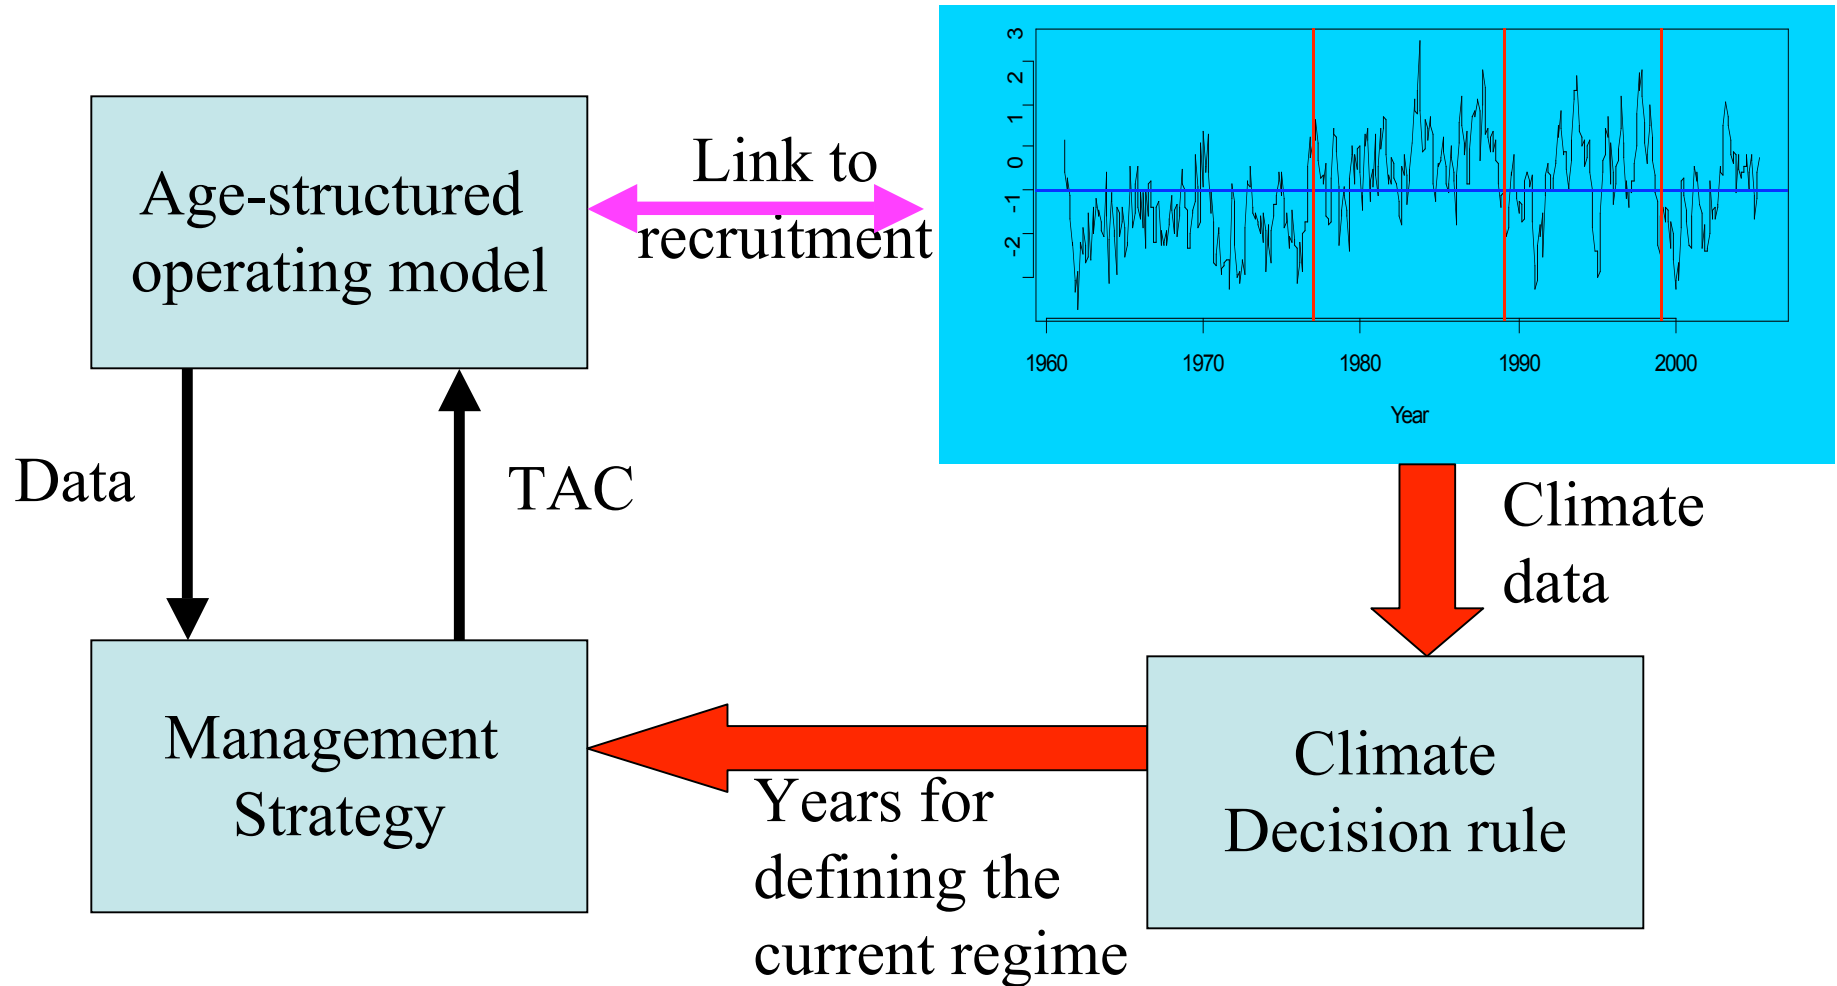 Age-structured
operating model
Link to
recruitment
3
2
1
0
-1
-2
1960 1970 1980 1990 2000
Year
Data
TAC
Climate
data
Management
Strategy
Years for
defining the
current regime
Climate
Decision rule